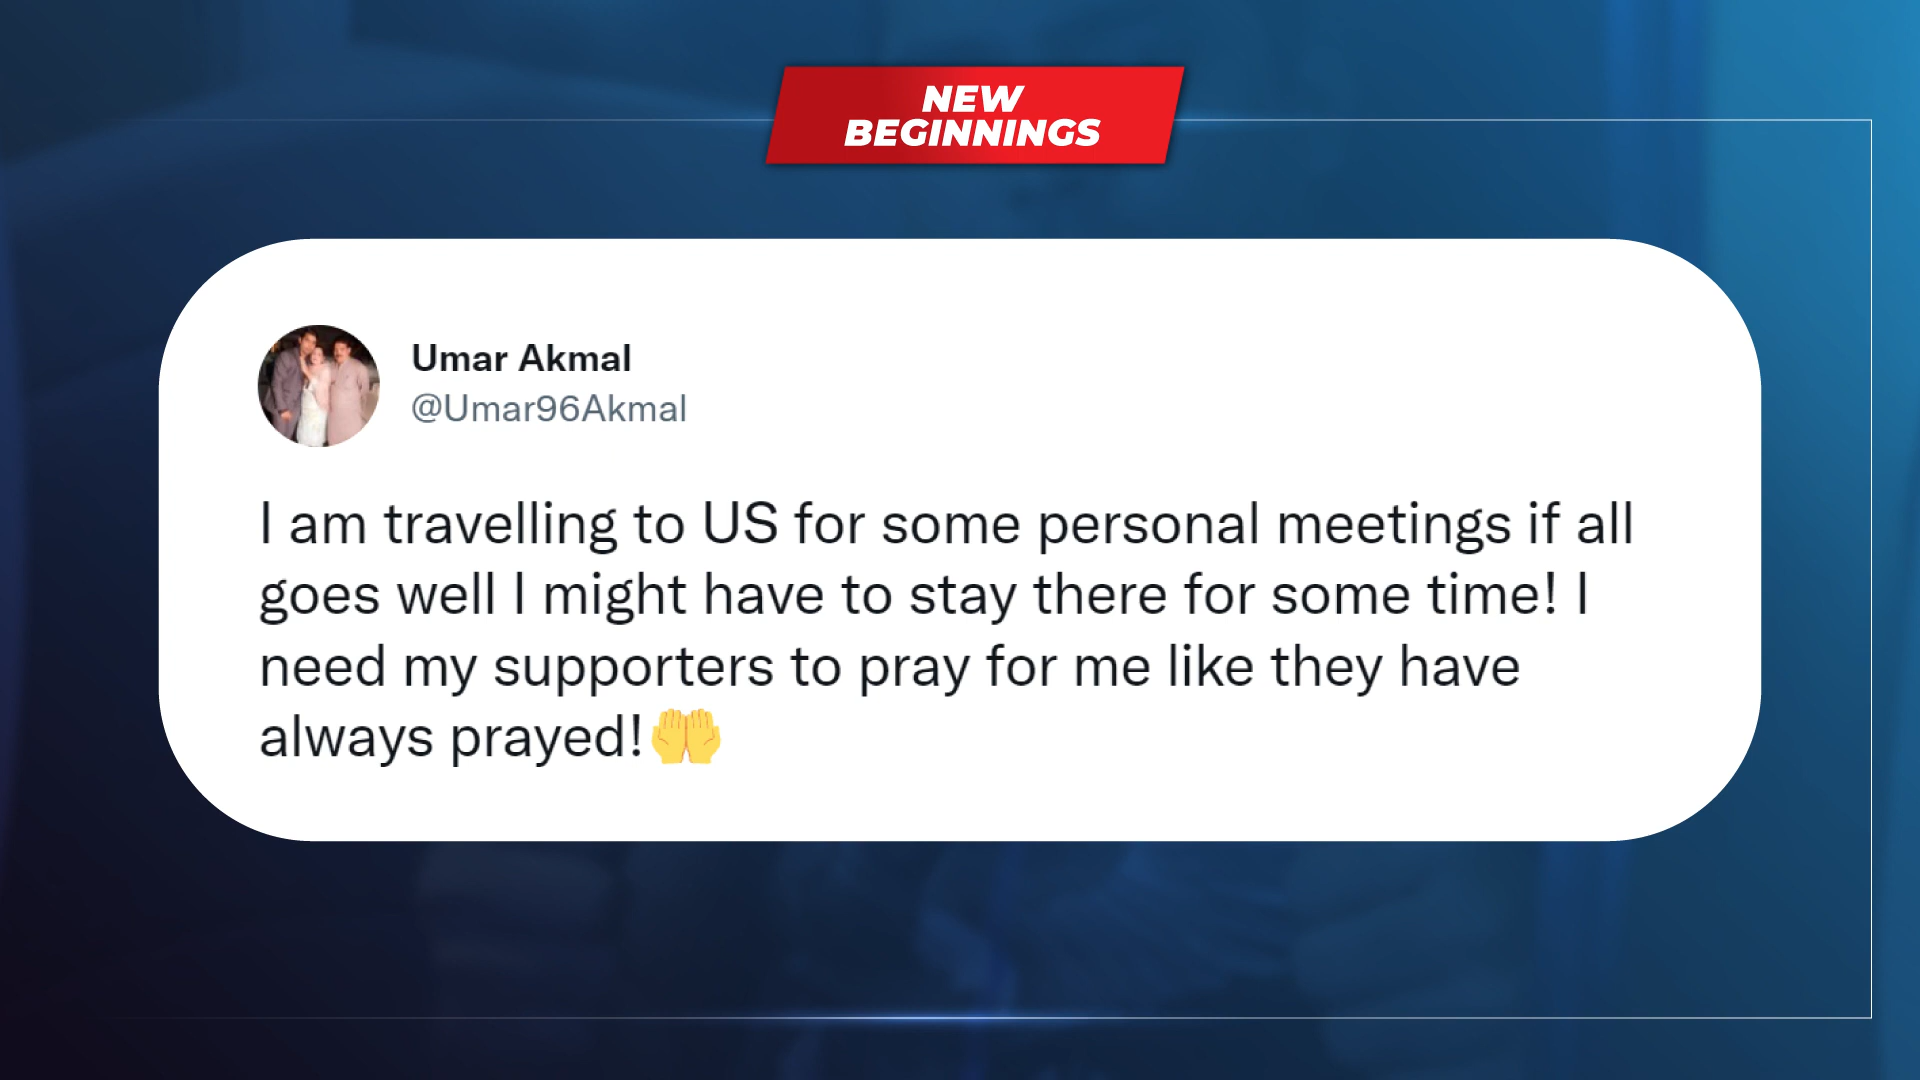 NEW
BEGINNINGS
Umar Akmal
@Umar96Akmal
I am travelling to US for some personal meetings if all
goes well I might have to stay there for some time! I
need my supporters to pray for me like they have
always prayed!🤲